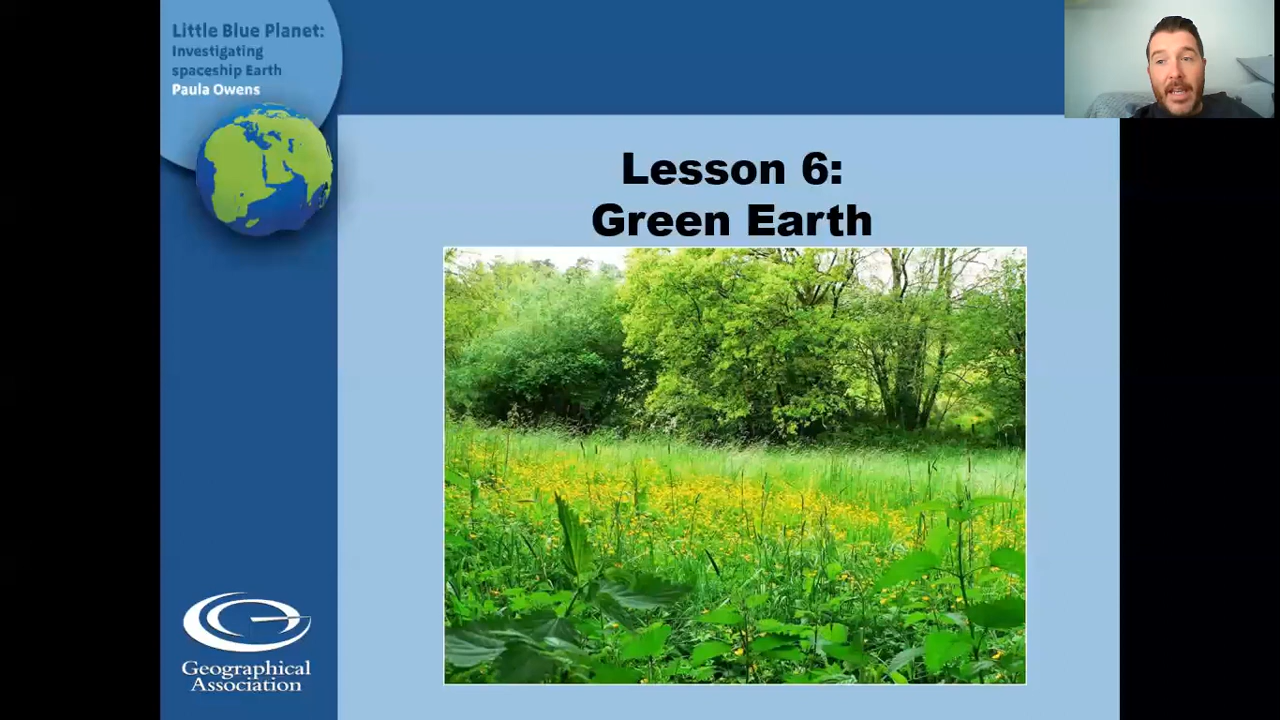 Little Blue Planet:
Investigating
spaceship Earth
Paula Owens
Lesson 6:
Green Earth
Geographical
Association